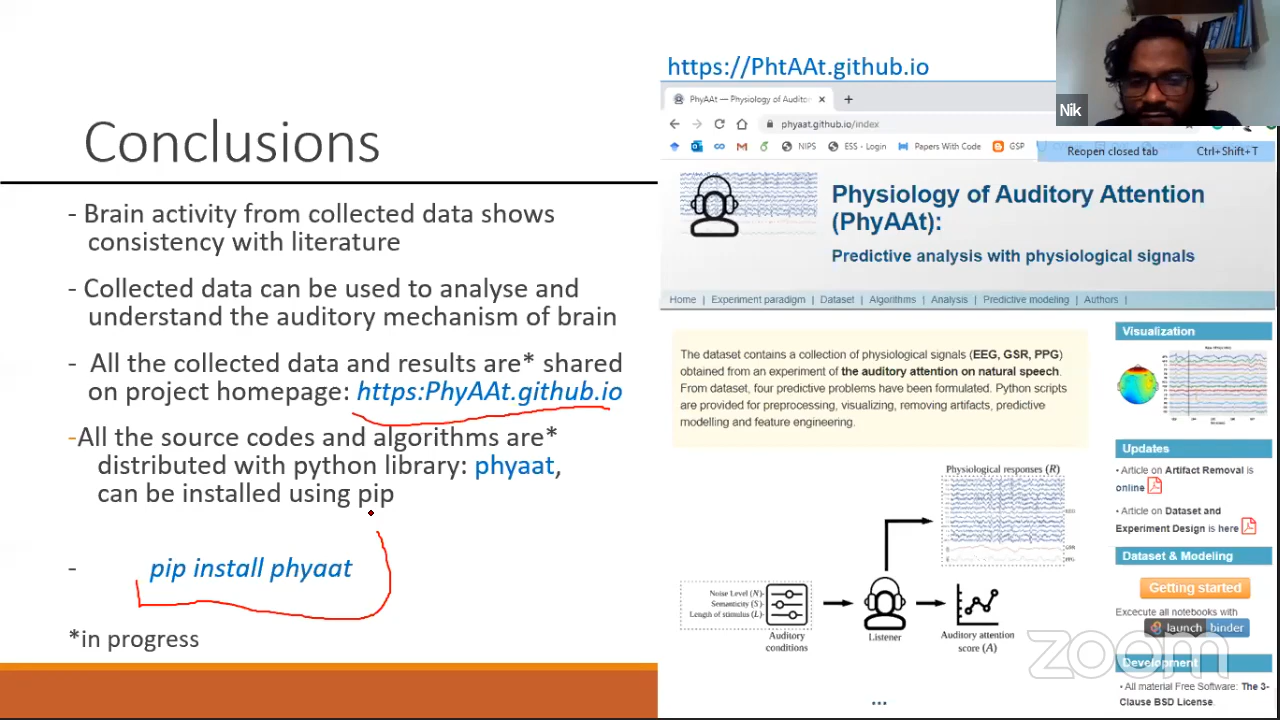 Conclusions
- Brain activity from collected data shows
consistency with literature
- Collected data can be used to analyse and
understand the auditory mechanism of brain
- All the collected data and results are* shared
on project homepage: https:PhyAAt.github.io
-All the source codes and algorithms are*
distributed with python library: phyaat,
can be installed using pip
- pip install phyaat
*in progress
https://PhtAAt.github.io
Nik
PhyAAt — Physiology of Auditor
phyaat.github.io/index
NIPS
ESS - Login
Papers With Code
GSP
Reopen closed tab Ctrl+Shift+T
Physiology of Auditory Attention
(PhyAAt):
Predictive analysis with physiological signals
Home | Experiment paradigm | Dataset | Algorithms | Analysis | Predictive modeling | Authors |
The dataset contains a collection of physiological signals (EEG, GSR, PPG)
obtained from an experiment of the auditory attention on natural speech.
From dataset, four predictive problems have been formulated. Python scripts
are provided for preprocessing, visualizing, removing artifacts, predictive
modelling and feature engineering.
Physiological responses (R)
EEG
GSR
PPG
Noise Level (N)
Semanticity (S)
Length of stimulus (L)
Auditory
conditions
Listener
Auditory attention
score (A)
...
Visualization
Updates
• Article on Artifact Removal is
online
• Article on Dataset and
Experiment Design is here
Dataset & Modeling
Getting started
Excecute all notebooks with
launch binder
Development
• All material Free Software: The 3-
Clause BSD License.
zoom